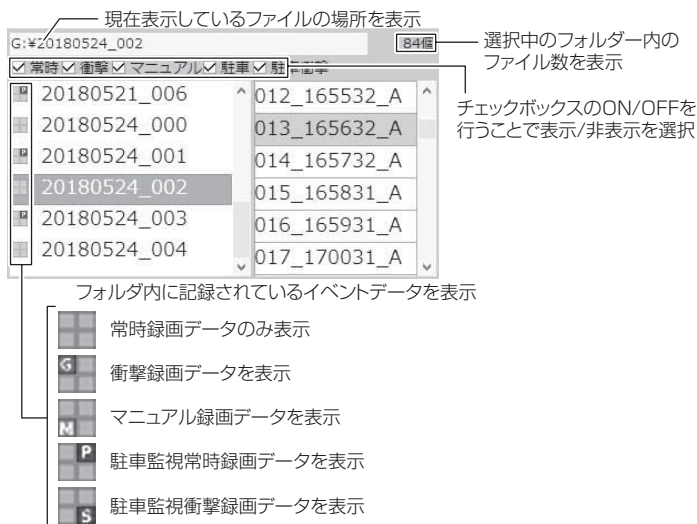 現在表示しているファイルの場所を表示
G:¥20180524_002
84個
選択中のフォルダー内の
ファイル数を表示
常時 衝撃 マニュアル 駐車 駐車衝撃
チェックボックスのON/OFFを
行うことで表示/非表示を選択
20180521_006
20180524_000
20180524_001
20180524_002
20180524_003
20180524_004
012_165532_A
013_165632_A
014_165732_A
015_165831_A
016_165931_A
017_170031_A
フォルダ内に記録されているイベントデータを表示
常時録画データのみ表示
G 衝撃録画データを表示
M マニュアル録画データを表示
P 駐車監視常時録画データを表示
S 駐車監視衝撃録画データを表示